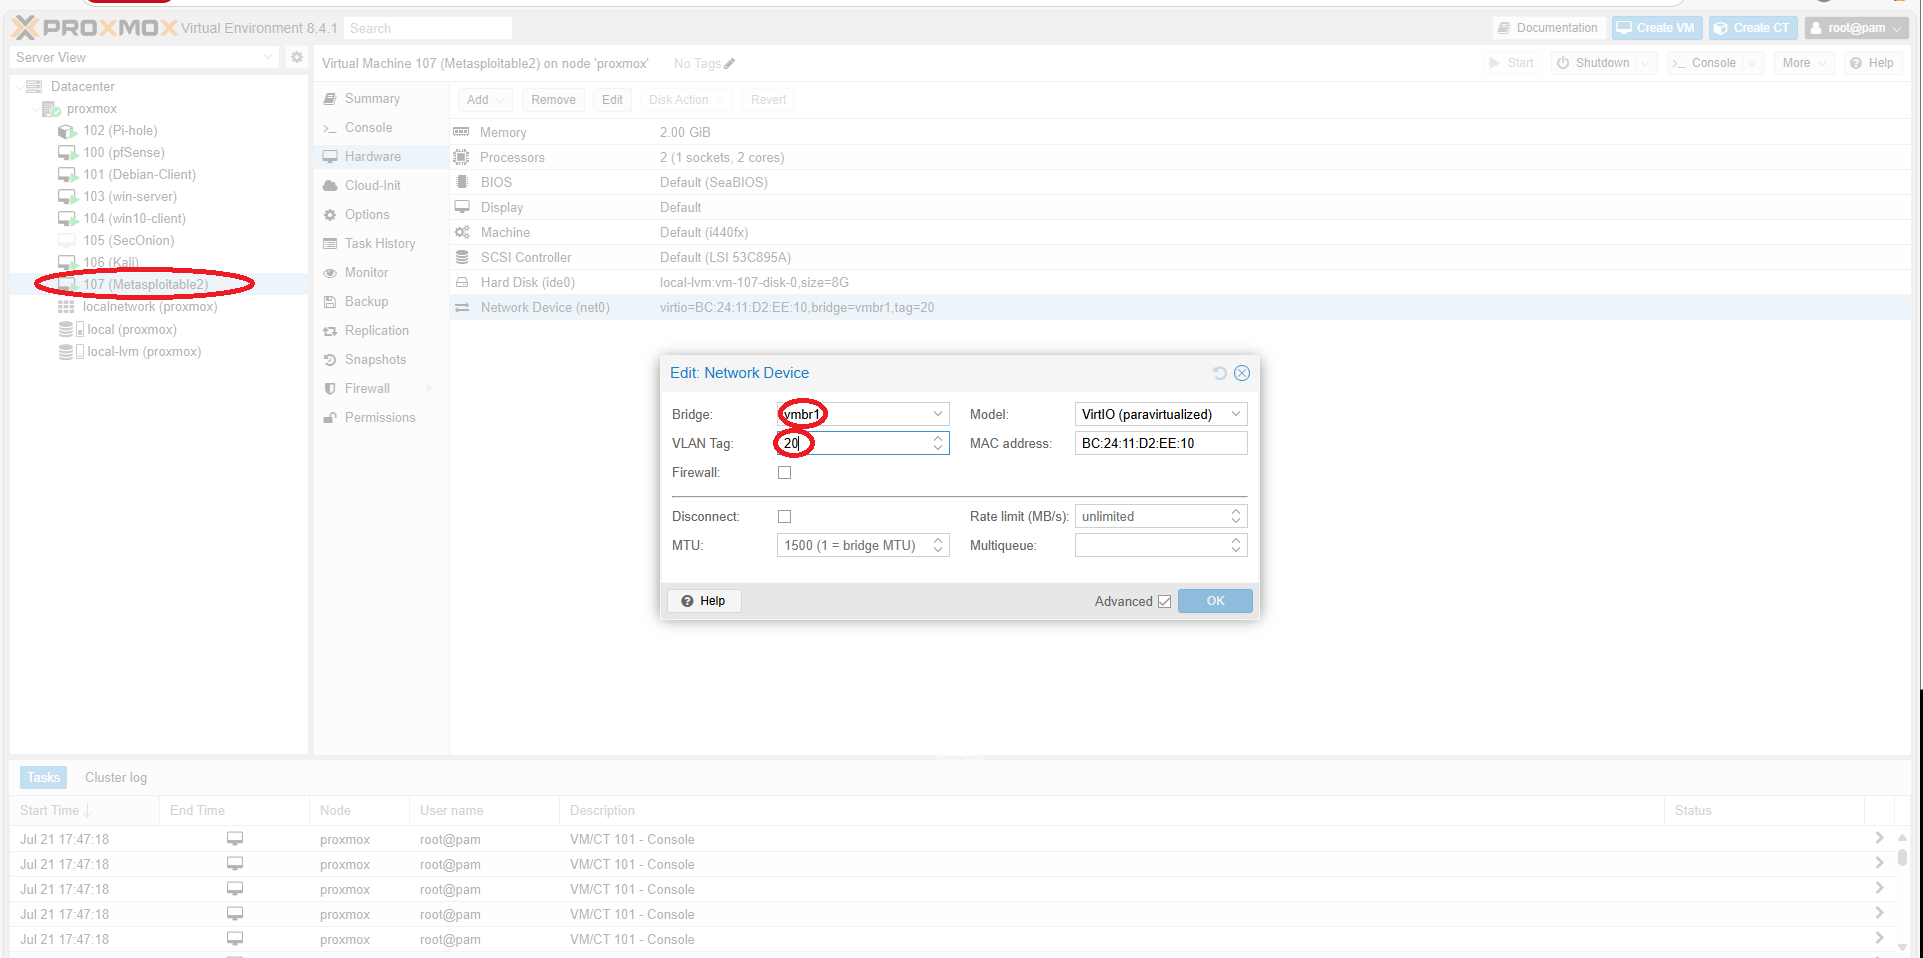 PROXMOX Virtual Environment 8.4.1 Search Documentation Create VM Create CT root@pam
Server View
Virtual Machine 107 (Metasploitable2) on node 'proxmox' No Tags Start Shutdown Console More Help
Datacenter
proxmox
102 (Pi-hole)
100 (pfSense)
101 (Debian-Client)
103 (win-server)
104 (win10-client)
105 (SecOnion)
106 (Kali)
107 (Metasploitable2)
localnetwork (proxmox)
local (proxmox)
local-lvm (proxmox)
Summary
Console
Hardware
Cloud-Init
Options
Task History
Monitor
Backup
Replication
Snapshots
Firewall
Permissions
Add Remove Edit Disk Action Revert
Memory 2.00 GiB
Processors 2 (1 sockets, 2 cores)
BIOS Default (SeaBIOS)
Display Default
Machine Default (i440fx)
SCSI Controller Default (LSI 53C895A)
Hard Disk (ide0) local-lvm:vm-107-disk-0,size=8G
Network Device (net0) virtio=BC:24:11:D2:EE:10,bridge=vmbr1,tag=20
Edit: Network Device
Bridge: vmbr1 Model: VirtIO (paravirtualized)
VLAN Tag: 20 MAC address: BC:24:11:D2:EE:10
Firewall:
Disconnect: Rate limit (MB/s): unlimited
MTU: 1500 (1 = bridge MTU) Multiqueue:
Help Advanced OK
Tasks Cluster log
Start Time End Time Node User name Description Status
Jul 21 17:47:18 proxmox root@pam VM/CT 101 - Console
Jul 21 17:47:18 proxmox root@pam VM/CT 101 - Console
Jul 21 17:47:18 proxmox root@pam VM/CT 101 - Console
Jul 21 17:47:18 proxmox root@pam VM/CT 101 - Console
Jul 21 17:47:18 proxmox root@pam VM/CT 101 - Console